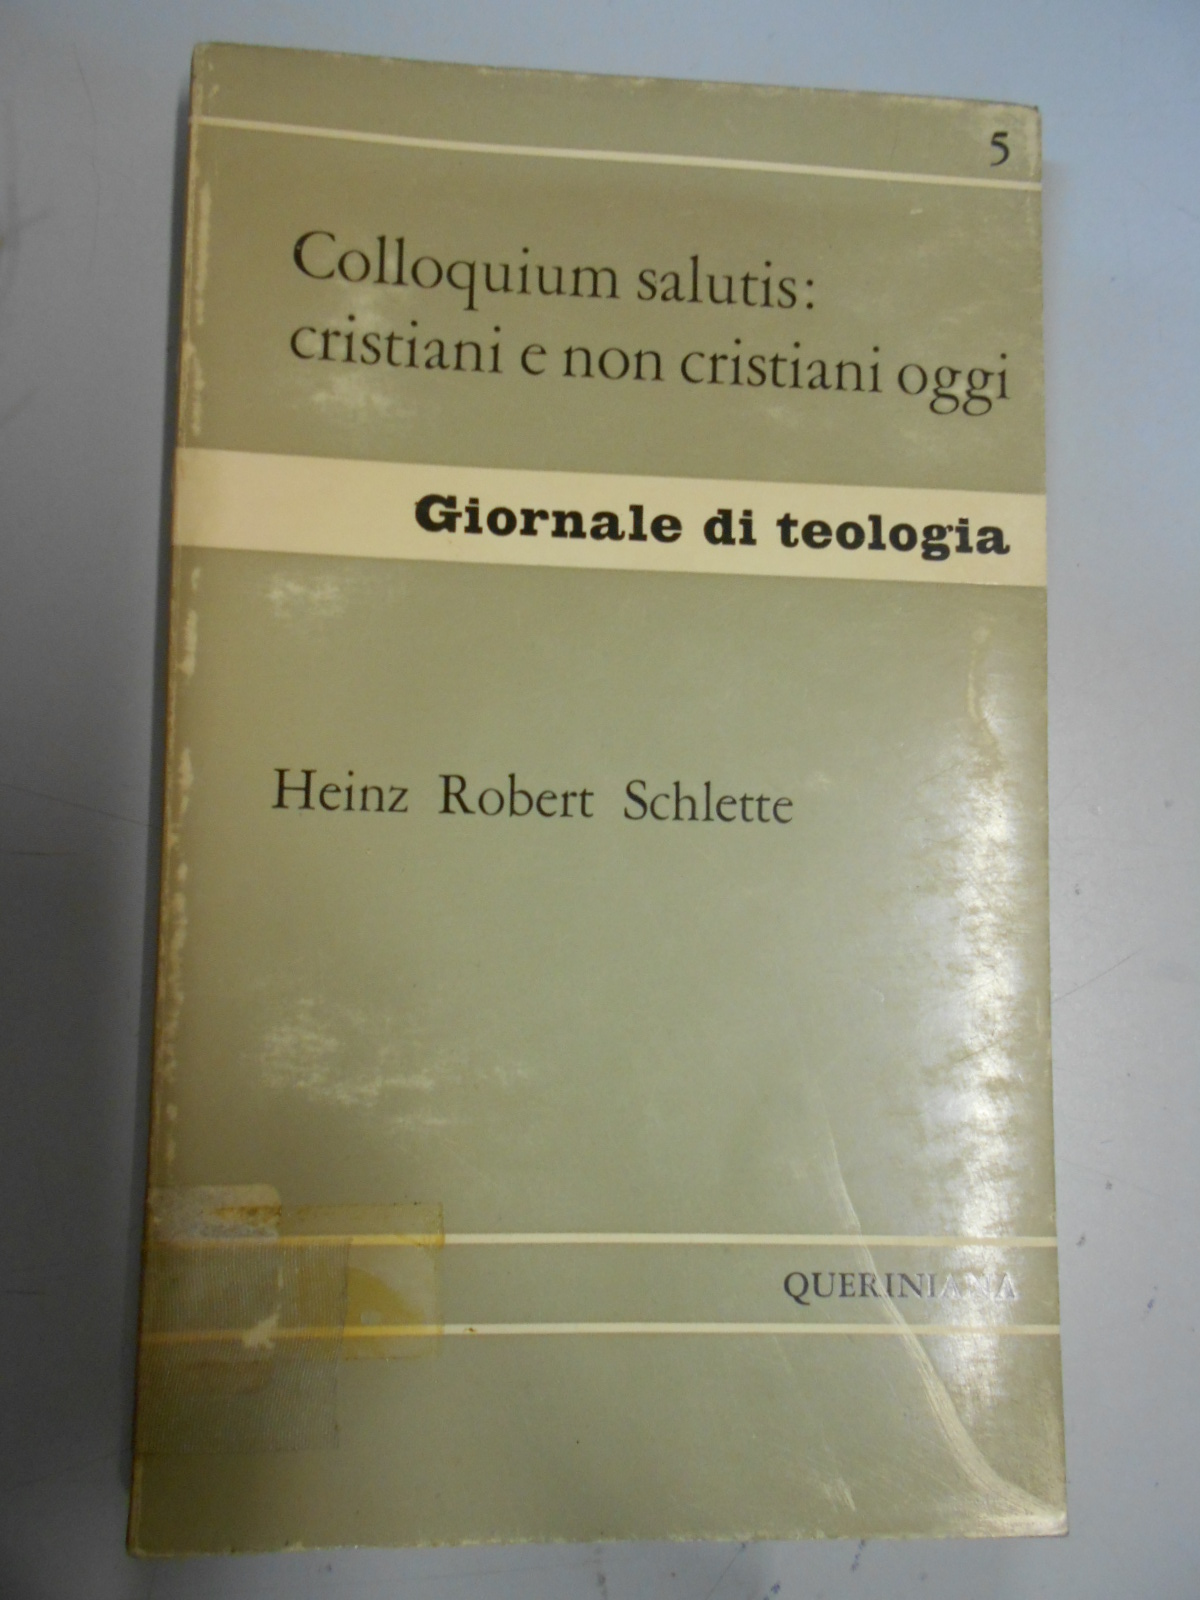 5
Colloquium salutis:
cristiani e non cristiani oggi
Giornale di teologia
Heinz Robert Schlette
QUERINIANA